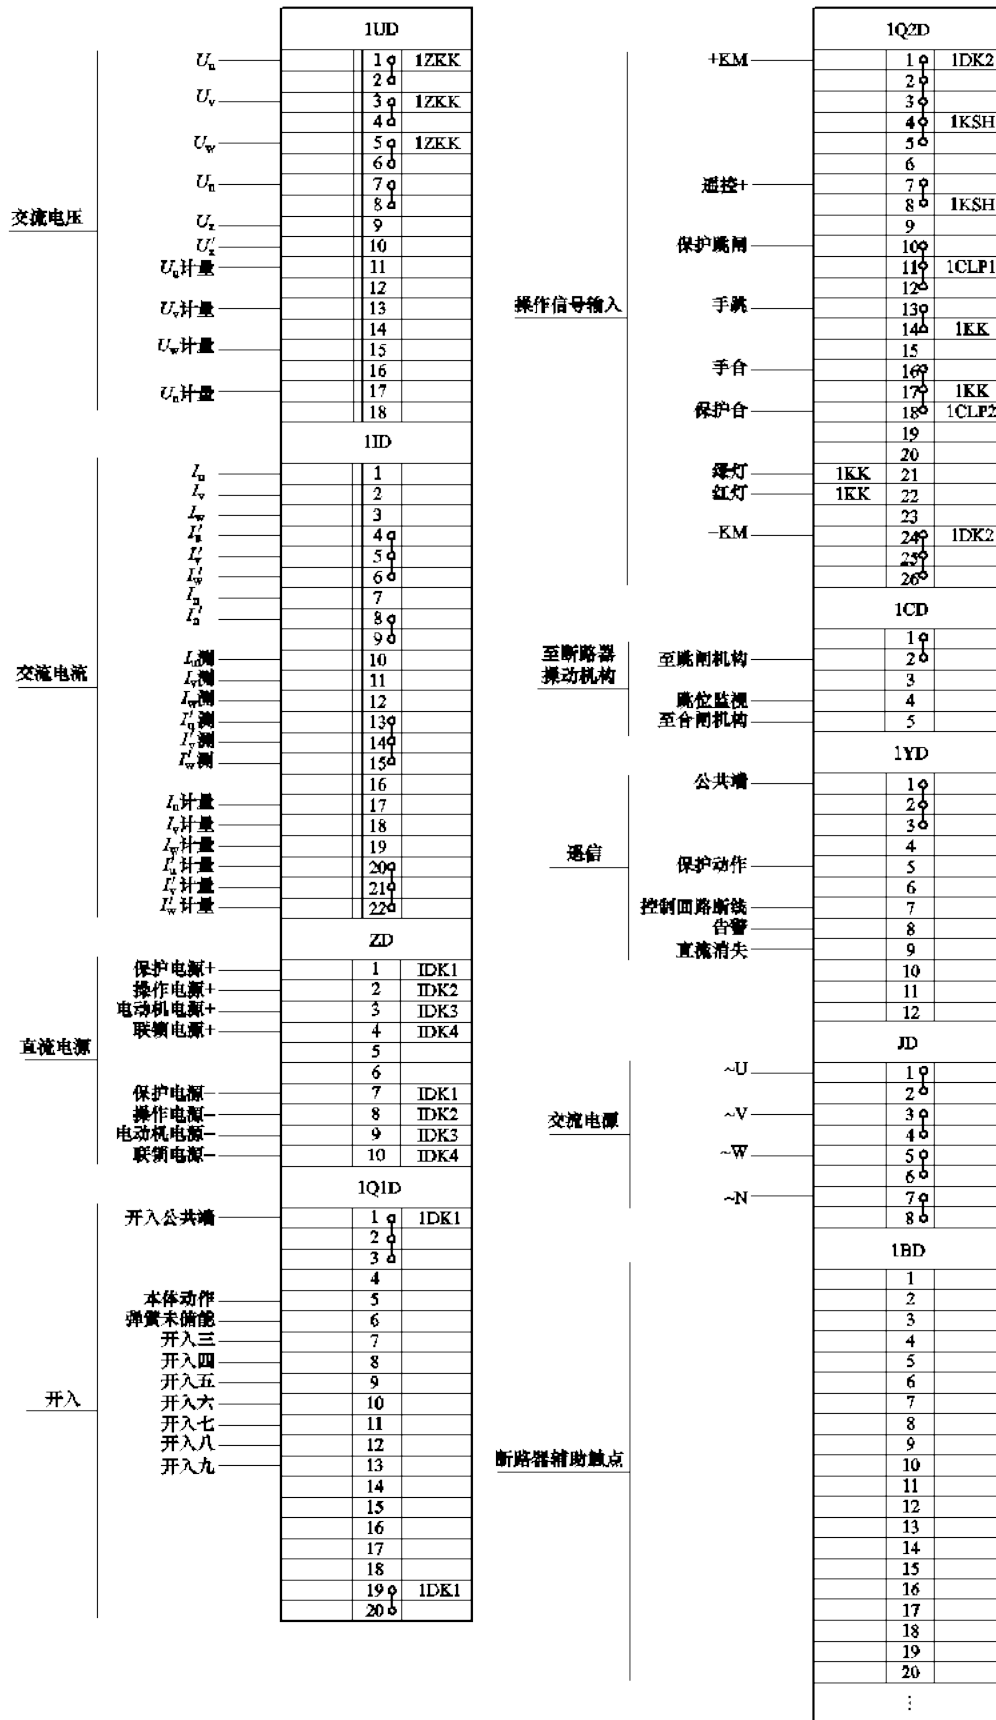 1UD
交流电压
Uu 1 1ZKK
2
Uv 3 1ZKK
4
Uw 5 1ZKK
6
Un 7
8
Uz 9
U'z 10
Uu计量 11
12
Uv计量 13
14
Uw计量 15
16
Un计量 17
18
1ID
交流电流
Iu 1
Iv 2
Iw 3
I'u 4
I'v 5
I'w 6
In 7
I'n 8
9
Iu测 10
Iv测 11
Iw测 12
I'u测 13
I'v测 14
I'w测 15
16
Iu计量 17
Iv计量 18
Iw计量 19
I'u计量 20
I'v计量 21
I'w计量 22
ZD
直流电源
保护电源+ 1 IDK1
操作电源+ 2 IDK2
电动机电源+ 3 IDK3
联锁电源+ 4 IDK4
5
6
保护电源− 7 IDK1
操作电源− 8 IDK2
电动机电源− 9 IDK3
联锁电源− 10 IDK4
1Q1D
开入
开入公共端 1 1DK1
2
3
4
本体动作 5
弹簧未储能 6
开入三 7
开入四 8
开入五 9
开入六 10
开入七 11
开入八 12
开入九 13
14
15
16
17
18
19 1DK1
20
1Q2D
操作信号输入
+KM 1 1DK2
2
3
4 1KSH
5
6
遥控+ 7
8 1KSH
9
保护跳闸 10
11 1CLP1
12
手跳 13
14 1KK
15
手合 16
17 1KK
保护合 18 1CLP2
19
20
绿灯 1KK 21
红灯 1KK 22
23
−KM 24 1DK2
25
26
1CD
至断路器
操动机构
1
至跳闸机构 2
3
跳位监视 4
至合闸机构 5
1YD
遥信
公共端 1
2
3
4
保护动作 5
6
控制回路断线 7
告警 8
直流消失 9
10
11
12
JD
交流电源
~U 1
2
~V 3
4
~W 5
6
~N 7
8
1BD
断路器辅助触点
1
2
3
4
5
6
7
8
9
10
11
12
13
14
15
16
17
18
19
20
⋮